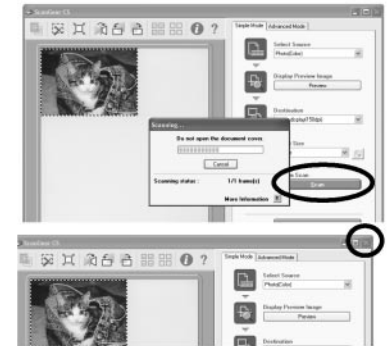 ScanGear CS
?
Simple Mode Advanced Mode
Select Source
Photo(Color)
Display Preview Image
Preview
Destination
Size
Scanning...
Do not open the document cover.
Cancel
Scanning status : 1/1 frame(s)
More Information
Scan
Scan
ScanGear CS
?
Simple Mode Advanced Mode
Select Source
Photo(Color)
Display Preview Image
Preview
Destination